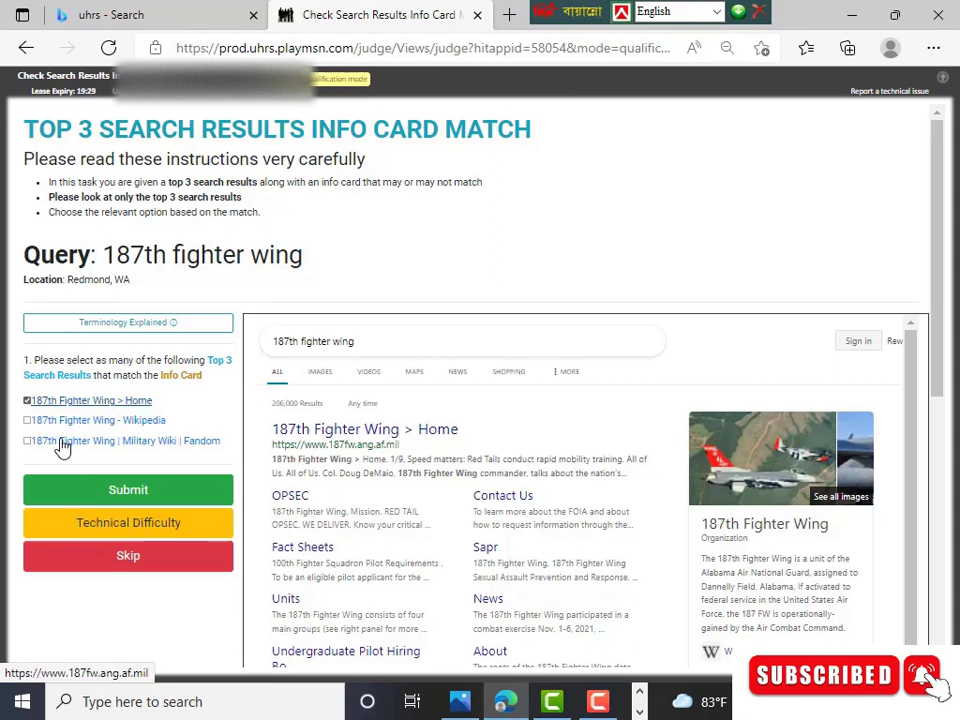 uhrs - Search
Check Search Results Info Card M
বায়ান্নো
English
https://prod.uhrs.playmsn.com/judge/Views/judge?hitappid=58054&mode=qualific...
Check Search Results In
alification mode
Lease Expiry: 19:29
Report a technical issue
TOP 3 SEARCH RESULTS INFO CARD MATCH
Please read these instructions very carefully
In this task you are given a top 3 search results along with an info card that may or may not match
Please look at only the top 3 search results
Choose the relevant option based on the match.
Query: 187th fighter wing
Location: Redmond, WA
Terminology Explained
1. Please select as many of the following Top 3
Search Results that match the Info Card
187th Fighter Wing > Home
187th Fighter Wing - Wikipedia
187th Fighter Wing | Military Wiki | Fandom
Submit
Technical Difficulty
Skip
187th fighter wing
Sign in
Rew
ALL
IMAGES
VIDEOS
MAPS
NEWS
SHOPPING
MORE
206,000 Results
Any time
187th Fighter Wing > Home
https://www.187fw.ang.af.mil
187th Fighter Wing > Home. 1/9. Speed matters: Red Tails conduct rapid mobility training. All of
Us. All of Us. Col. Doug DeMaio, 187th Fighter Wing commander, talks about the nation's...
OPSEC
187th Fighter Wing. Mission. RED TAIL
OPSEC. WE DELIVER. Know your critical ...
Contact Us
To learn more about the FOIA and about
how to request information through the...
Fact Sheets
100th Fighter Squadron Pilot Requirements .
To be an eligible pilot applicant for the ...
Sapr
187th Fighter Wing. 187th Fighter Wing
Sexual Assault Prevention and Response. ...
Units
The 187th Fighter Wing consists of four
main groups (see right panel for more ...
News
The 187th Fighter Wing participated in a
combat exercise Nov. 1-6, 2021, ...
Undergraduate Pilot Hiring
Bo
About
The roots of the 187th Fighter Wing date
See all images
187th Fighter Wing
Organization
The 187th Fighter Wing is a unit of the
Alabama Air National Guard, assigned to
Dannelly Field, Alabama. If activated to
federal service in the United States Air
Force, the 187 FW is operationally-
gained by the Air Combat Command.
W
https://www.187fw.ang.af.mil
Type here to search
83°F
SUBSCRIBED